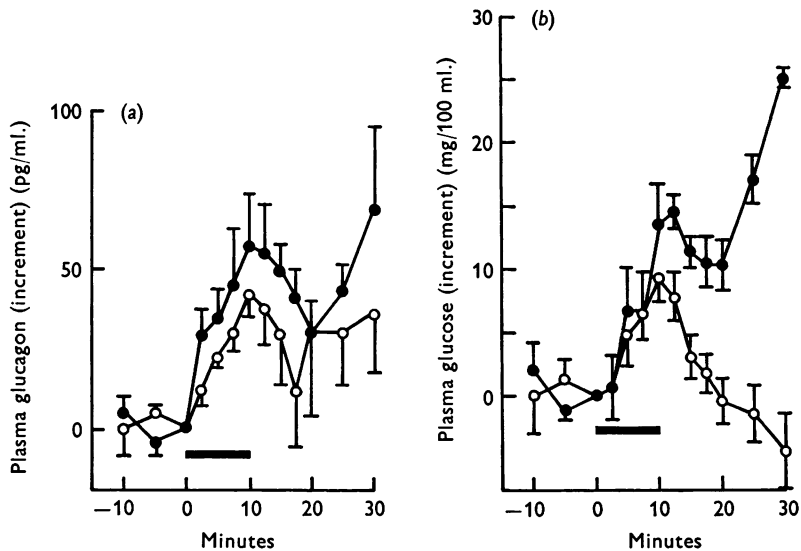 (a)
Plasma glucagon (increment) (pg/ml.)
100
50
0
−10 0 10 20 30
Minutes
(b)
Plasma glucose (increment) (mg/100 ml.)
30
20
10
0
−10 0 10 20 30
Minutes